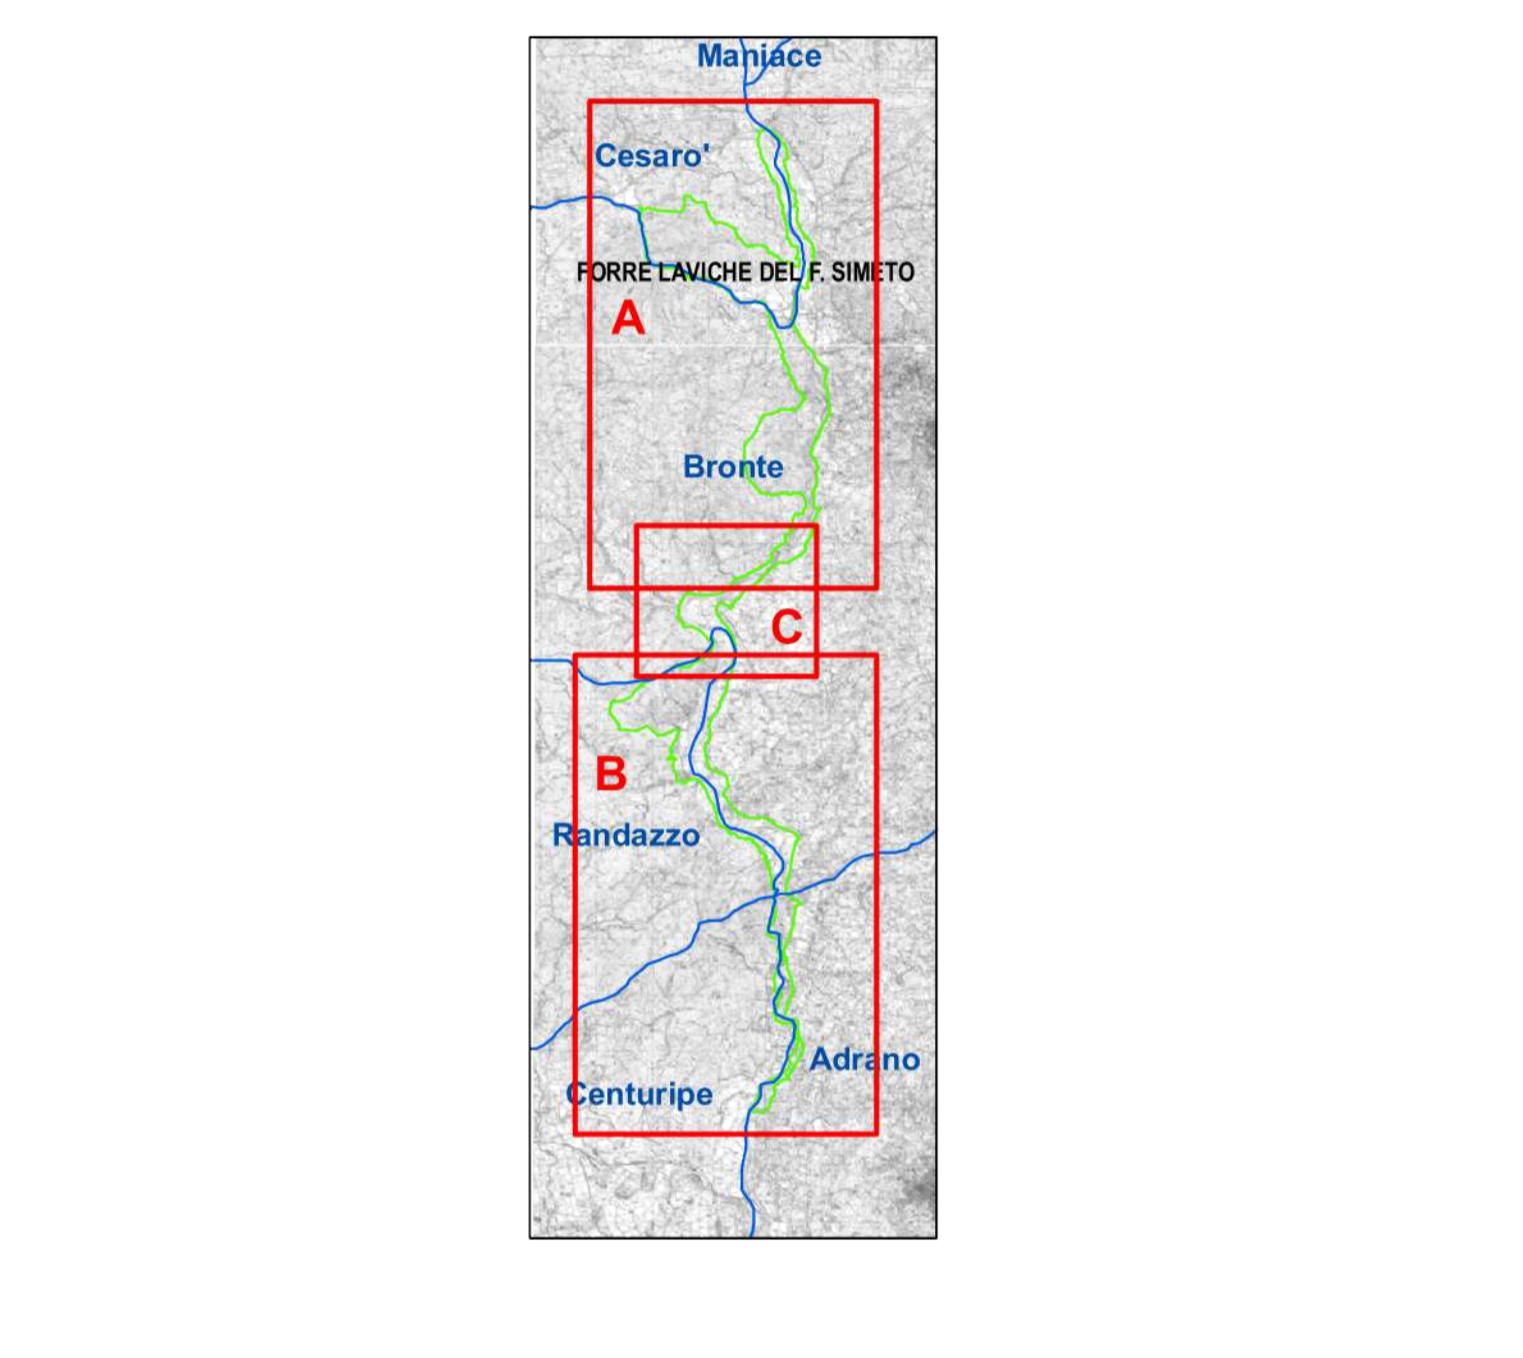 Maniace
Cesaro'
FORRE LAVICHE DEL F. SIMETO
A
Bronte
C
B
Randazzo
Adrano
Centuripe